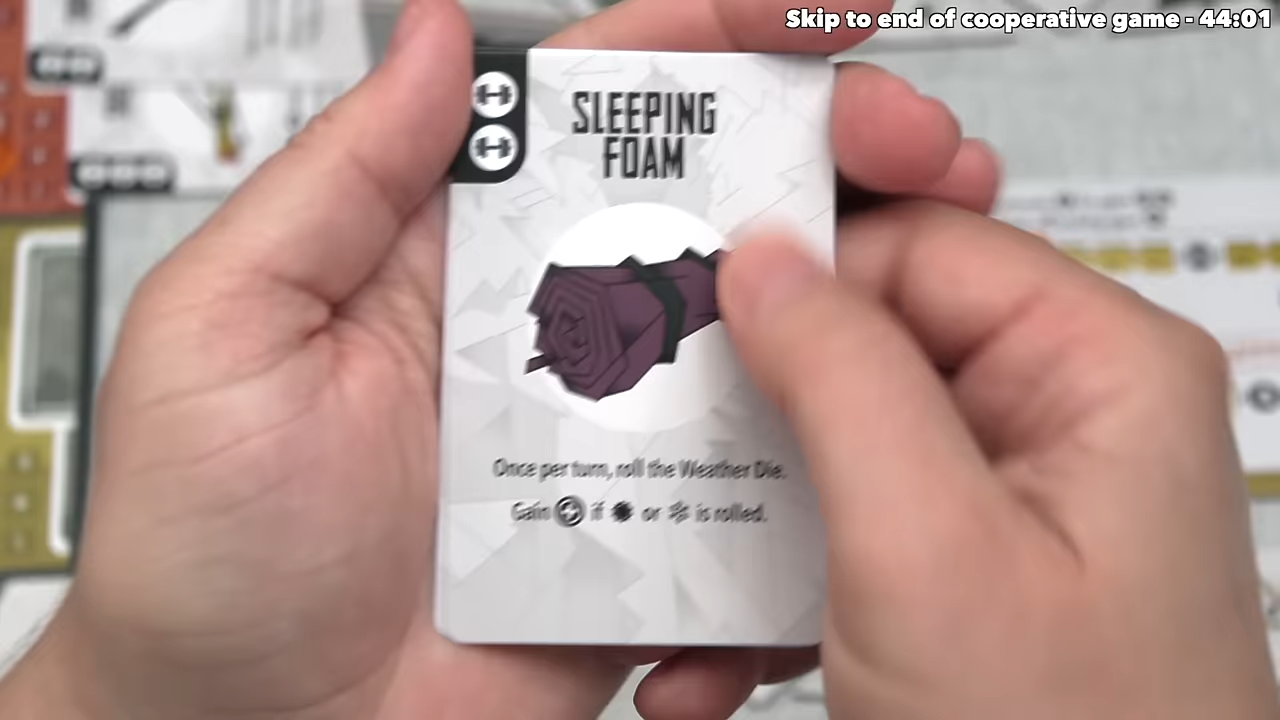 Skip to end of cooperative game - 44:01
SLEEPING
FOAM
Once per turn, roll the Weather Die.
Gain if or is rolled.